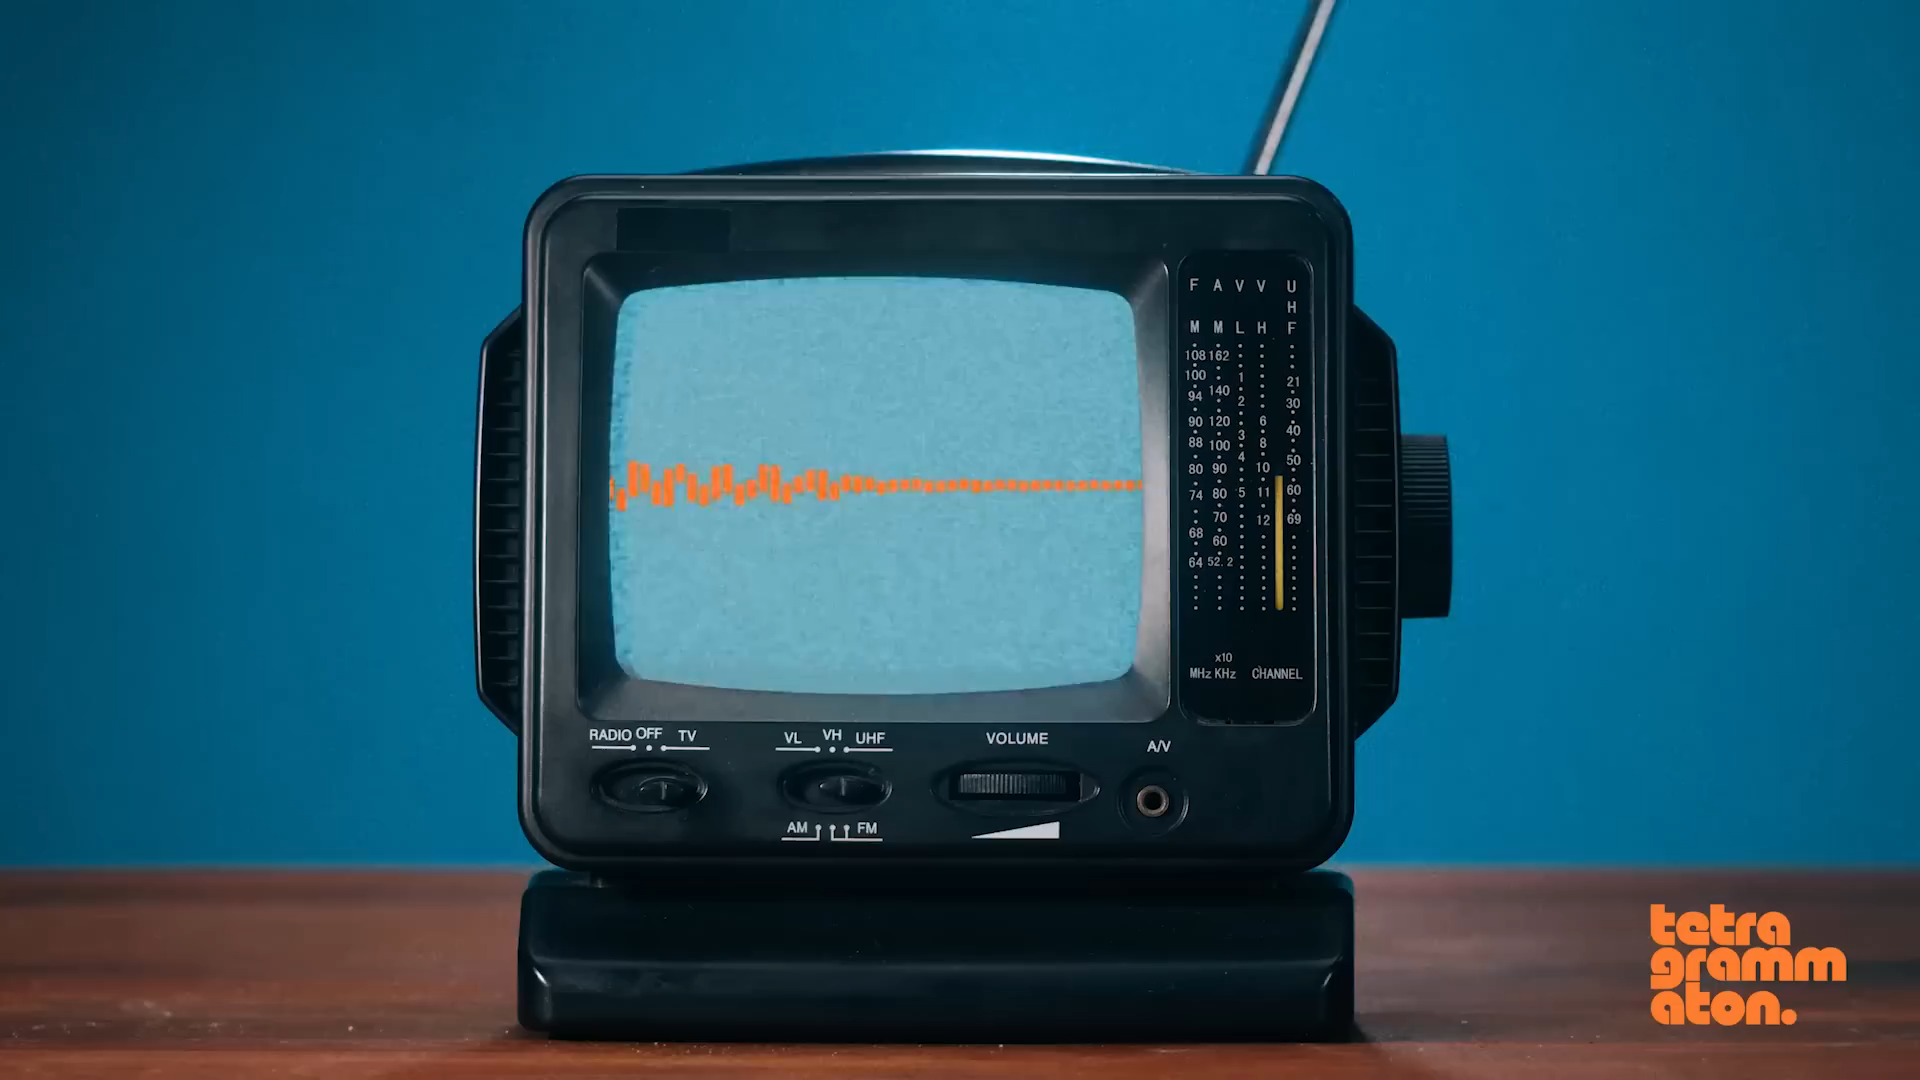 F A V V U
H
M M L H F
108 162
100 1 21
94 140 2 30
90 120 6 40
88 100 3 8
80 90 4 10 50
74 80 5 11 60
70 12 69
68 60
64 52.2
x10
MHz KHz CHANNEL
RADIO OFF TV
VL VH UHF
VOLUME
A/V
AM FM
tetra
gramm
aton.